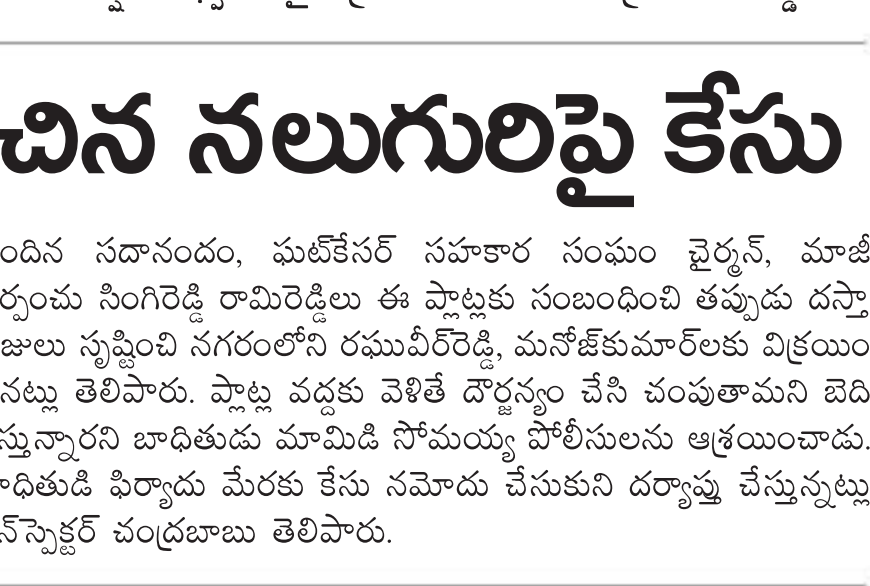 చిన నలుగురిపై కేసు
ందిన సదానందం, ఘట్‌కేసర్ సహకార సంఘం చైర్మన్, మాజీ
ర్పంచు సింగిరెడ్డి రామిరెడ్డిలు ఈ ప్లాట్లకు సంబంధించి తప్పుడు దస్తా
జులు సృష్టించి నగరంలోని రఘువీర్‌రెడ్డి, మనోజ్‌కుమార్‌లకు విక్రయిం
నట్లు తెలిపారు. ప్లాట్ల వద్దకు వెళితే దౌర్జన్యం చేసి చంపుతామని బెది
స్తున్నారని బాధితుడు మామిడి సోమయ్య పోలీసులను ఆశ్రయించాడు.
ాధితుడి ఫిర్యాదు మేరకు కేసు నమోదు చేసుకుని దర్యాప్తు చేస్తున్నట్లు
న్‌స్పెక్టర్ చంద్రబాబు తెలిపారు.